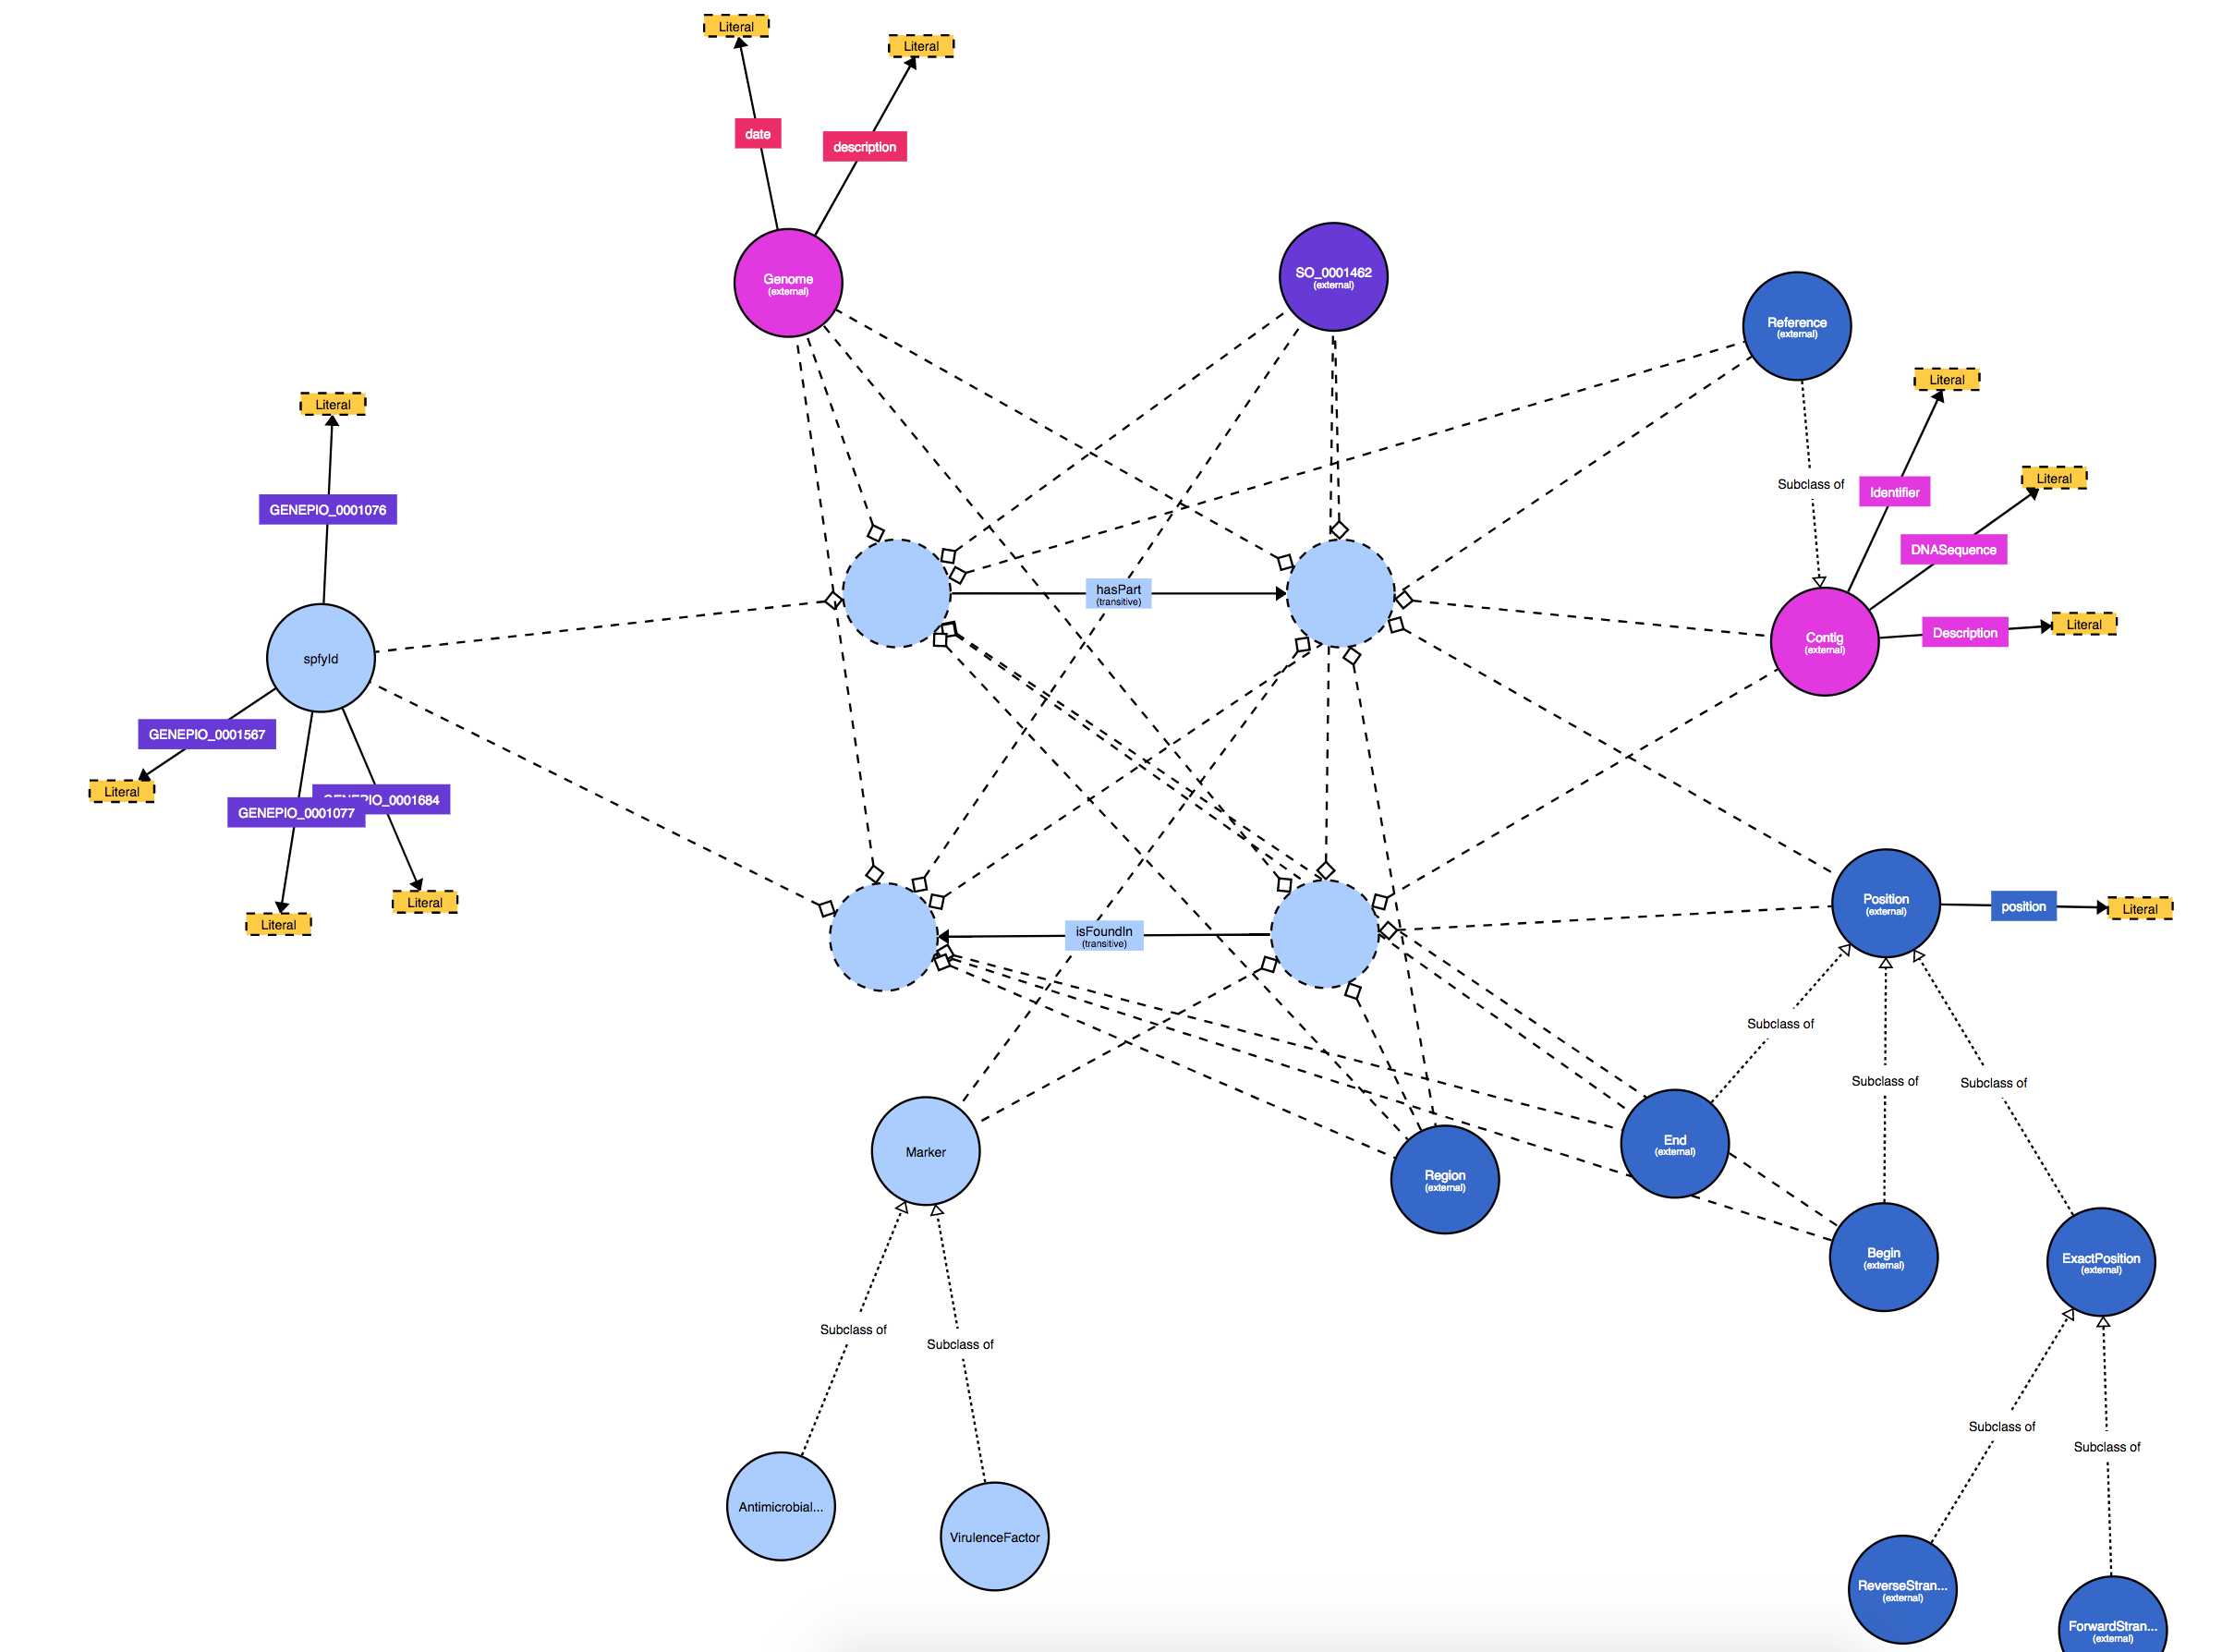 Literal
Literal
date
description
Genome
(external)
SO_0001462
(external)
Reference
(external)
Literal
Literal
Subclass of
Identifier
Literal
GENEPIO_0001076
DNASequence
hasPart
(transitive)
Literal
Description
Contig
(external)
spfyId
GENEPIO_0001567
Literal
GENEPIO_0001684
GENEPIO_0001077
Literal
Literal
Position
(external)
position
Literal
isFoundIn
(transitive)
Subclass of
Subclass of
Subclass of
Marker
End
(external)
Region
(external)
Begin
(external)
ExactPosition
(external)
Subclass of
Subclass of
Subclass of
Subclass of
Antimicrobial...
VirulenceFactor
ReverseStran...
(external)
ForwardStran...
(external)